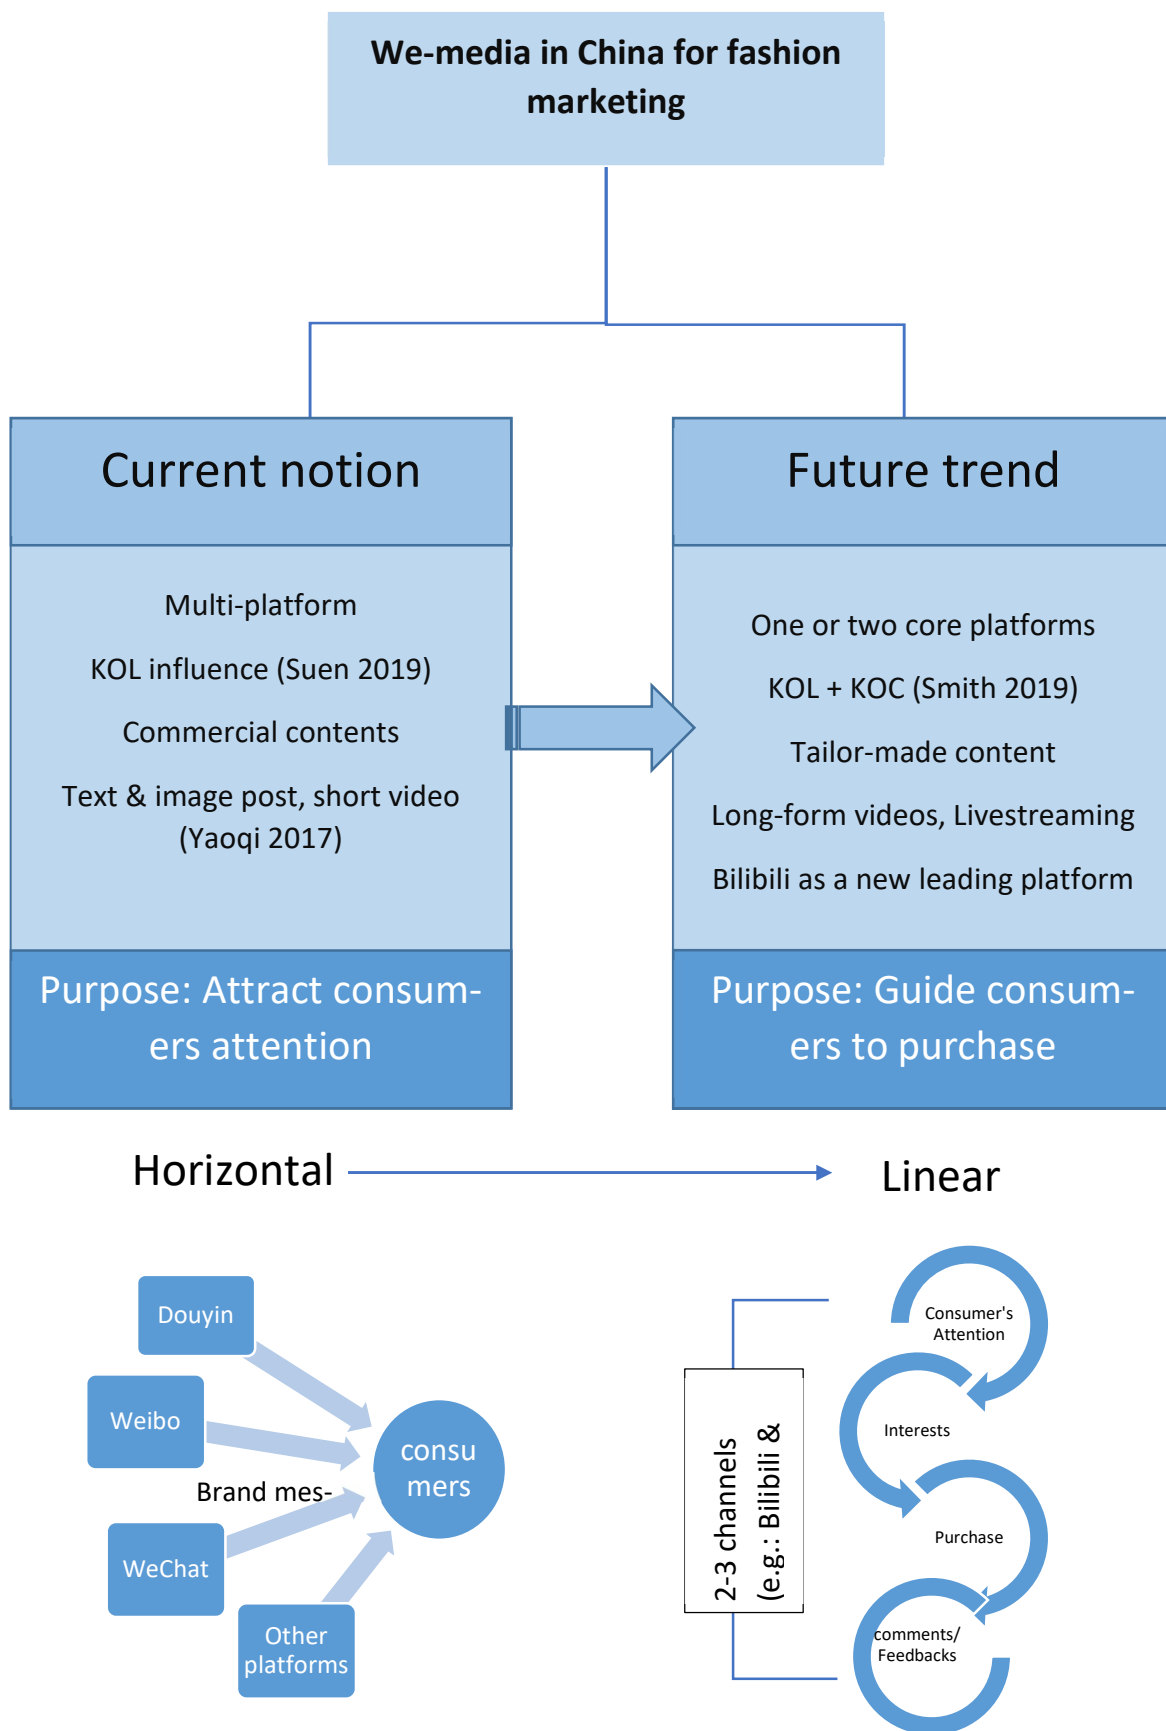 We-media in China for fashion
marketing
Current notion
Multi-platform
KOL influence (Suen 2019)
Commercial contents
Text & image post, short video
(Yaoqi 2017)
Purpose: Attract consum-
ers attention
Future trend
One or two core platforms
KOL + KOC (Smith 2019)
Tailor-made content
Long-form videos, Livestreaming
Bilibili as a new leading platform
Purpose: Guide consum-
ers to purchase
Horizontal
Linear
Douyin
Weibo
Brand mes-
WeChat
Other
platforms
consu
mers
2-3 channels
(e.g.: Bilibili &
Consumer's
Attention
Interests
Purchase
comments/
Feedbacks